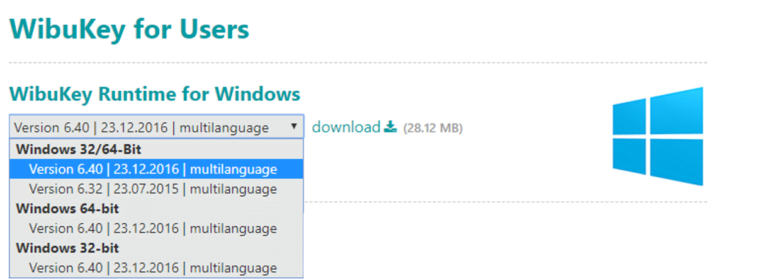 WibuKey for Users
WibuKey Runtime for Windows
Version 6.40 | 23.12.2016 | multilanguage download (28.12 MB)
Windows 32/64-Bit
Version 6.40 | 23.12.2016 | multilanguage
Version 6.32 | 23.07.2015 | multilanguage
Windows 64-bit
Version 6.40 | 23.12.2016 | multilanguage
Windows 32-bit
Version 6.40 | 23.12.2016 | multilanguage